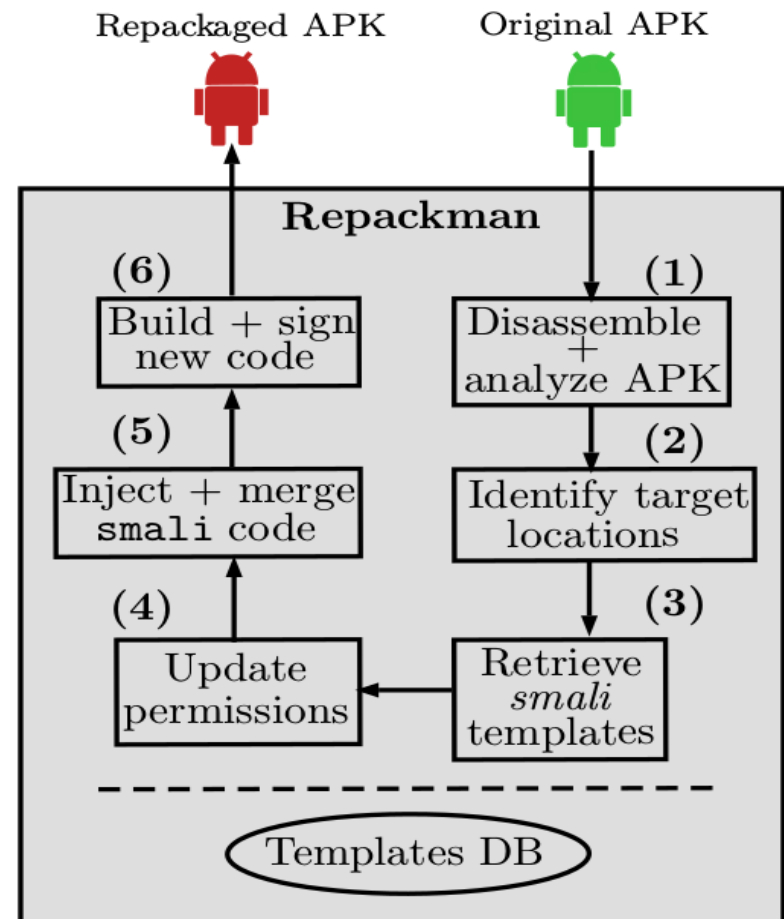 Repackaged APK
Original APK
Repackman
(1)
Disassemble
+
analyze APK
(2)
Identify target
locations
(3)
Retrieve
smali
templates
(4)
Update
permissions
(5)
Inject + merge
smali code
(6)
Build + sign
new code
Templates DB